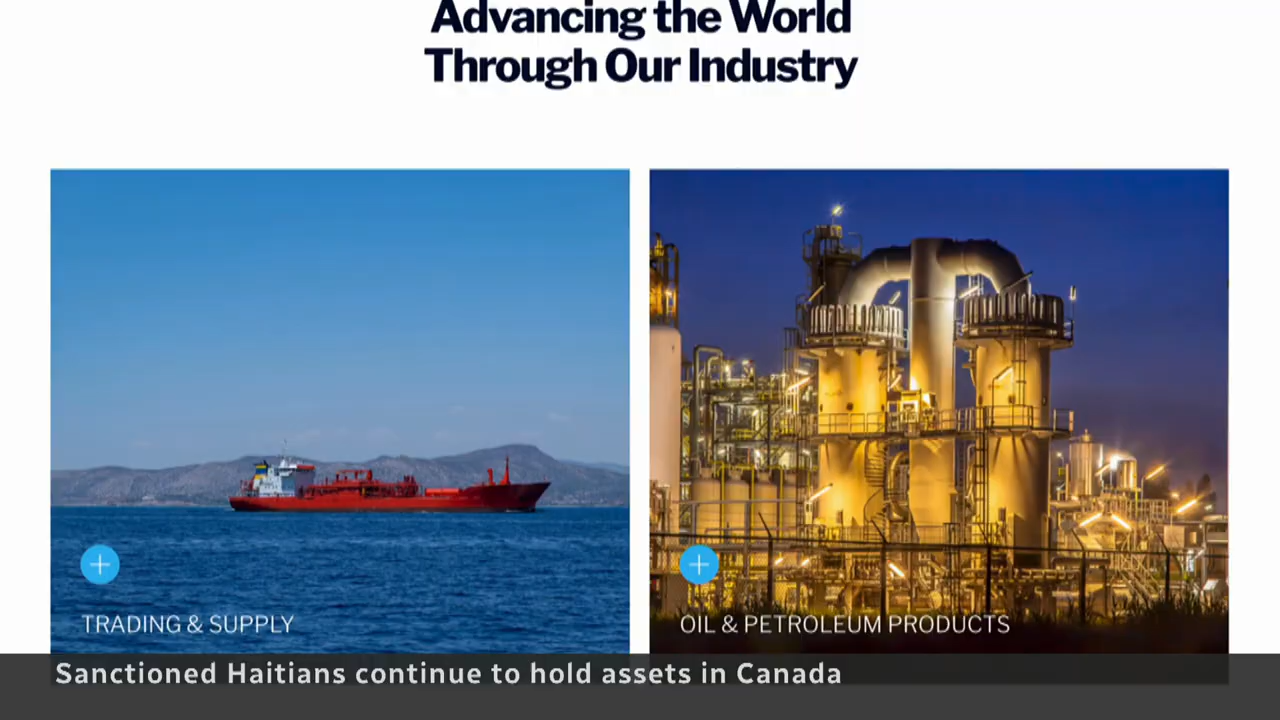 Advancing the World
Through Our Industry
TRADING & SUPPLY
OIL & PETROLEUM PRODUCTS
Sanctioned Haitians continue to hold assets in Canada